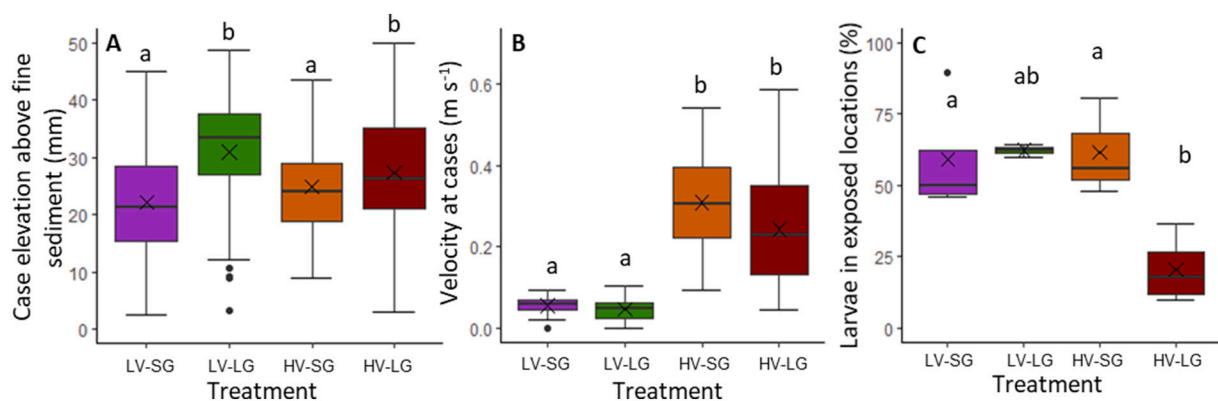 A
Case elevation above fine
sediment (mm)
50
40
30
20
10
0
a
b
a
b
LV-SG
LV-LG
HV-SG
HV-LG
Treatment
B
Velocity at cases (m s⁻¹)
0.6
0.4
0.2
0.0
a
a
b
b
LV-SG
LV-LG
HV-SG
HV-LG
Treatment
C
Larvae in exposed locations (%)
100
75
50
25
0
a
ab
a
b
LV-SG
LV-LG
HV-SG
HV-LG
Treatment